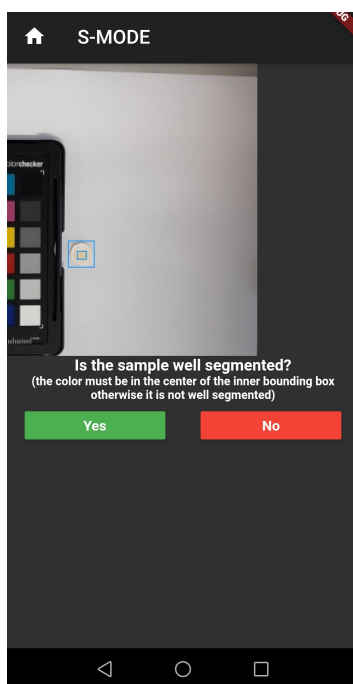 S-MODE
olorchecker
Is the sample well segmented?
(the color must be in the center of the inner bounding box
otherwise it is not well segmented)
Yes
No